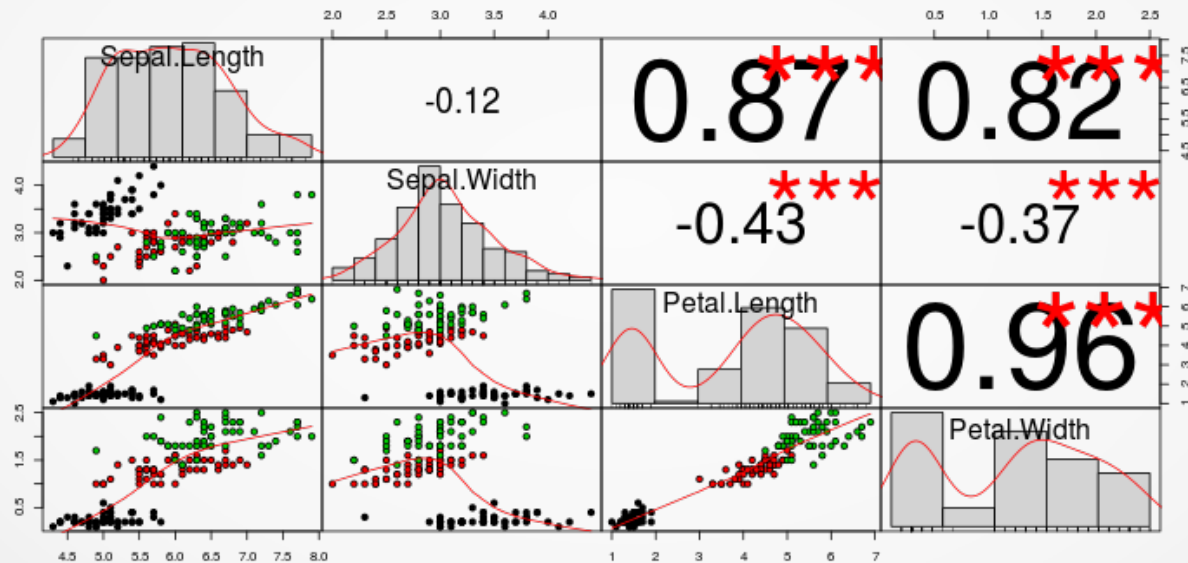 2.0 2.5 3.0 3.5 4.0 0.5 1.0 1.5 2.0 2.5
Sepal.Length -0.12 0.87 *** 0.82 *** 4.5 5.5 6.5 7.5
2.0 3.0 4.0 Sepal.Width -0.43 *** -0.37 ***
Petal.Length 0.96 *** 1 2 3 4 5 6 7
0.5 1.5 2.5 Petal.Width
4.5 5.0 5.5 6.0 6.5 7.0 7.5 8.0 1 2 3 4 5 6 7